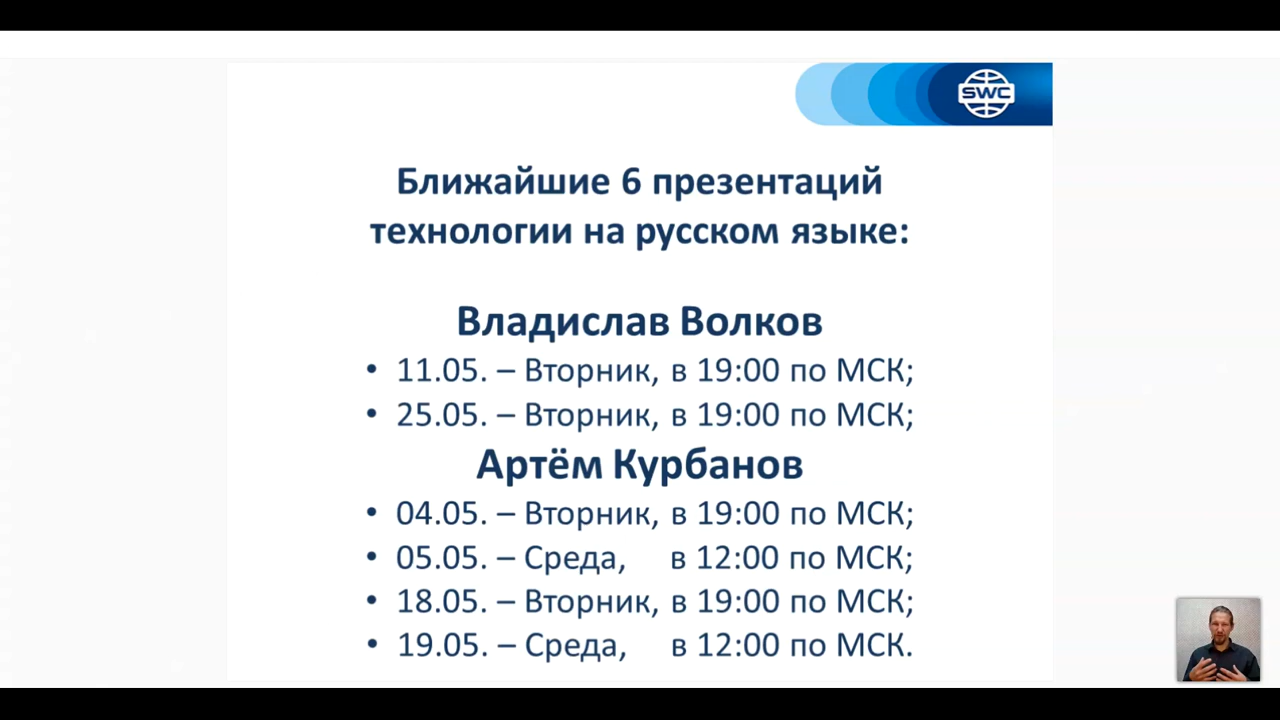 SWC
Ближайшие 6 презентаций
технологии на русском языке:
Владислав Волков
• 11.05. – Вторник, в 19:00 по МСК;
• 25.05. – Вторник, в 19:00 по МСК;
Артём Курбанов
• 04.05. – Вторник, в 19:00 по МСК;
• 05.05. – Среда, в 12:00 по МСК;
• 18.05. – Вторник, в 19:00 по МСК;
• 19.05. – Среда, в 12:00 по МСК.